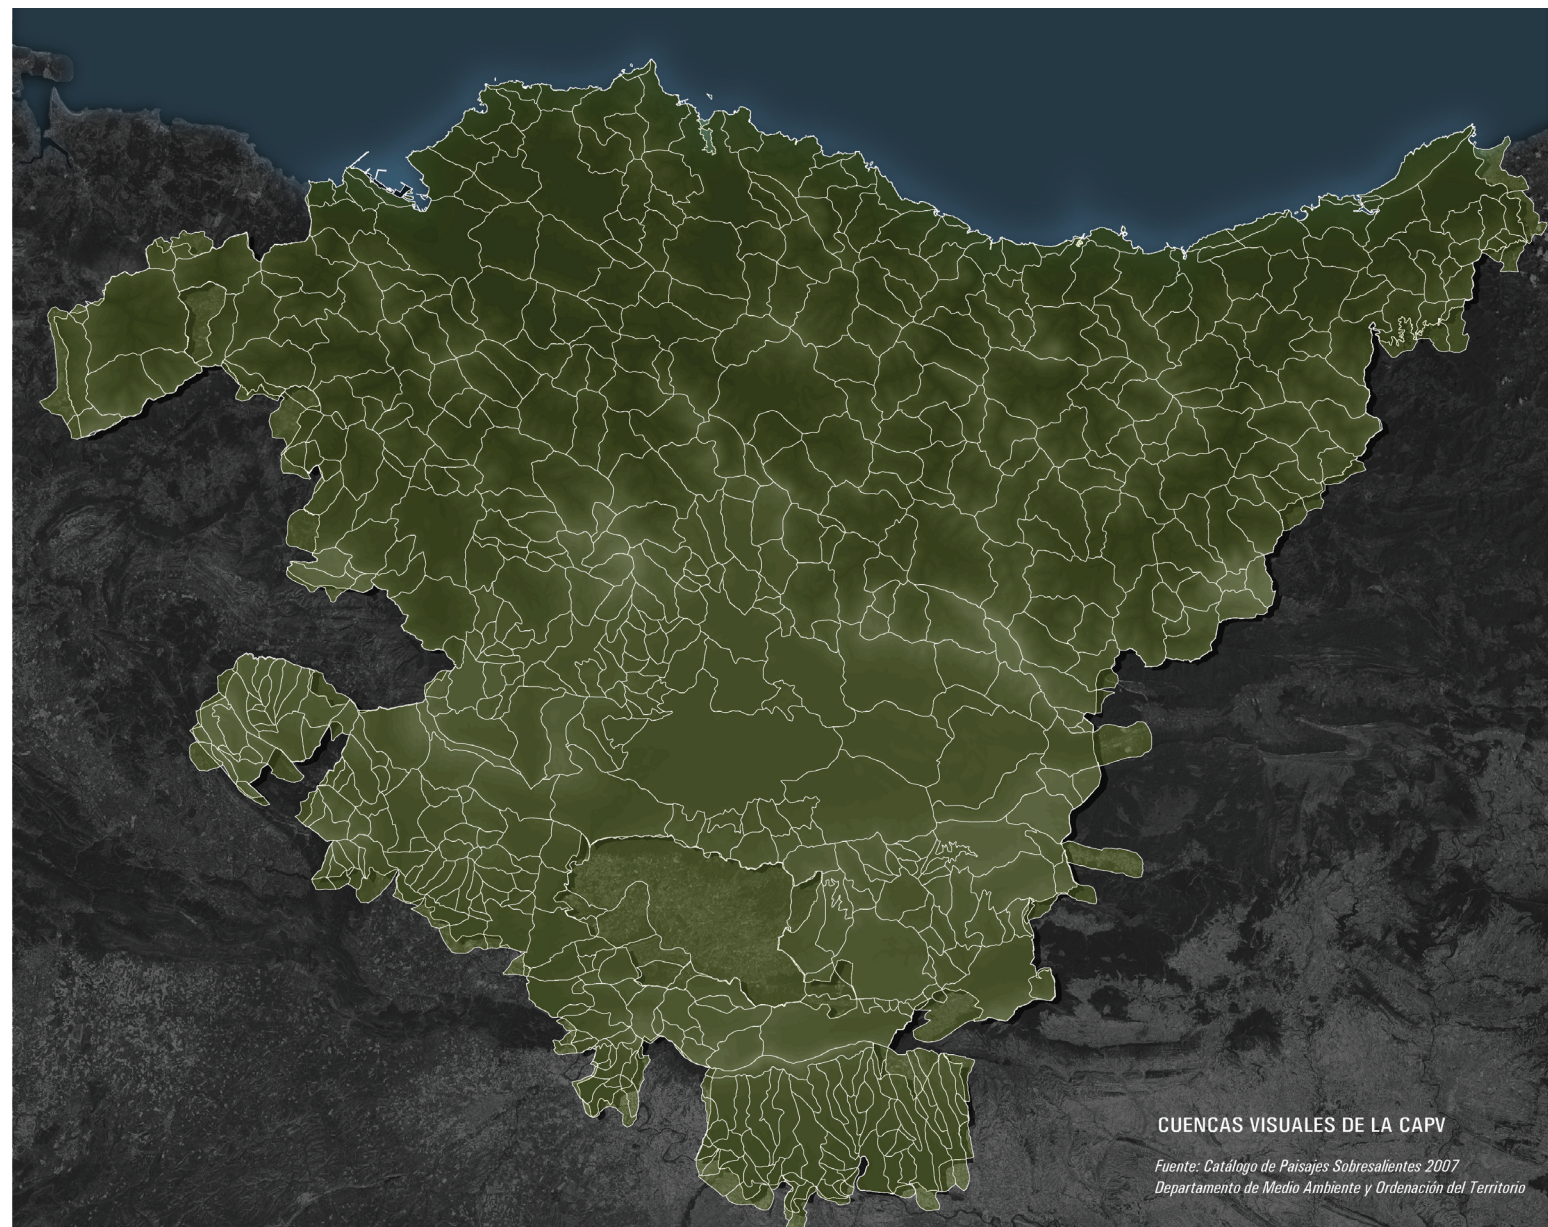 CUENCAS VISUALES DE LA CAPV
Fuente: Catálogo de Paisajes Sobresalientes 2007
Departamento de Medio Ambiente y Ordenación del Territorio